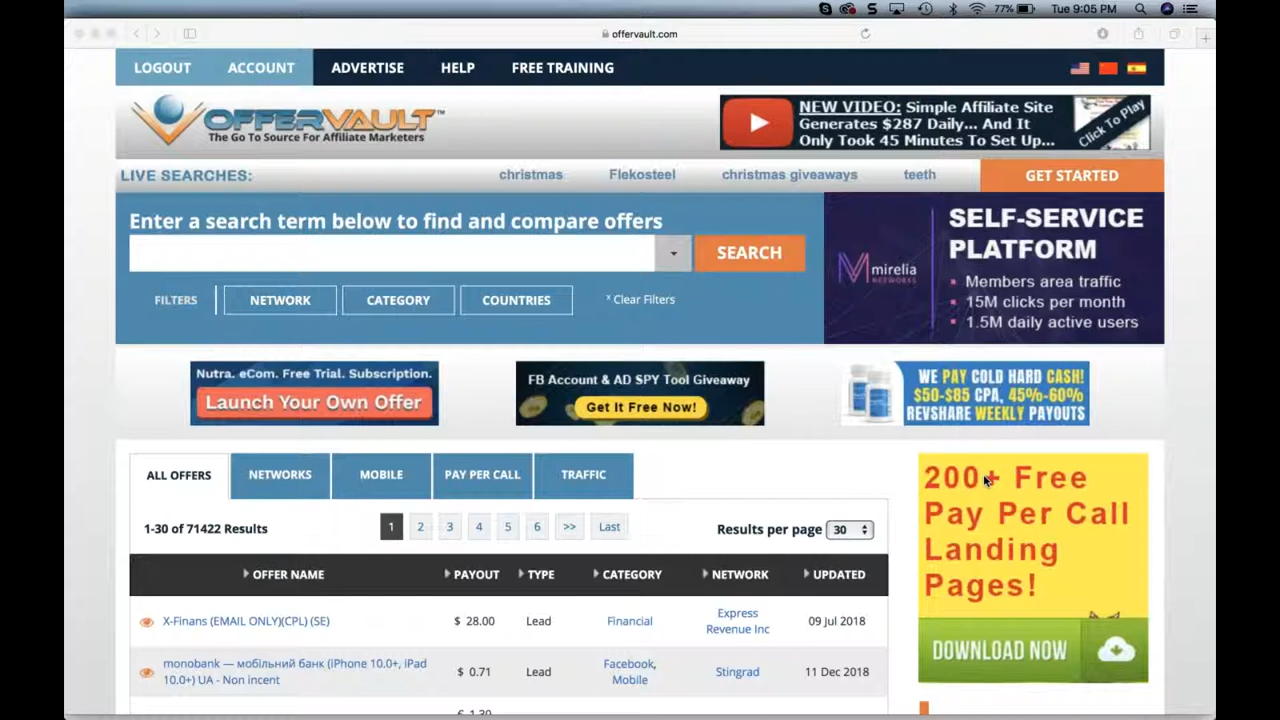 77% Tue 9:05 PM
offervault.com
LOGOUT ACCOUNT ADVERTISE HELP FREE TRAINING
OFFERVAULT™
The Go To Source For Affiliate Marketers
NEW VIDEO: Simple Affiliate Site
Generates $287 Daily... And It
Only Took 45 Minutes To Set Up...
Click To Play
LIVE SEARCHES: christmas Flekosteel christmas giveaways teeth GET STARTED
Enter a search term below to find and compare offers
SEARCH
FILTERS NETWORK CATEGORY COUNTRIES x Clear Filters
mirelia
NETWORKS
SELF-SERVICE
PLATFORM
Members area traffic
15M clicks per month
1.5M daily active users
Nutra. eCom. Free Trial. Subscription.
Launch Your Own Offer
FB Account & AD SPY Tool Giveaway
Get It Free Now!
WE PAY COLD HARD CASH!
$50-$85 CPA, 45%-60%
REVSHARE WEEKLY PAYOUTS
ALL OFFERS NETWORKS MOBILE PAY PER CALL TRAFFIC
1-30 of 71422 Results 1 2 3 4 5 6 >> Last Results per page 30
OFFER NAME PAYOUT TYPE CATEGORY NETWORK UPDATED
X-Finans (EMAIL ONLY)(CPL) (SE) $ 28.00 Lead Financial Express
Revenue Inc 09 Jul 2018
monobank — мобільний банк (iPhone 10.0+, iPad
10.0+) UA - Non incent $ 0.71 Lead Facebook,
Mobile Stingrad 11 Dec 2018
200+ Free
Pay Per Call
Landing
Pages!
DOWNLOAD NOW